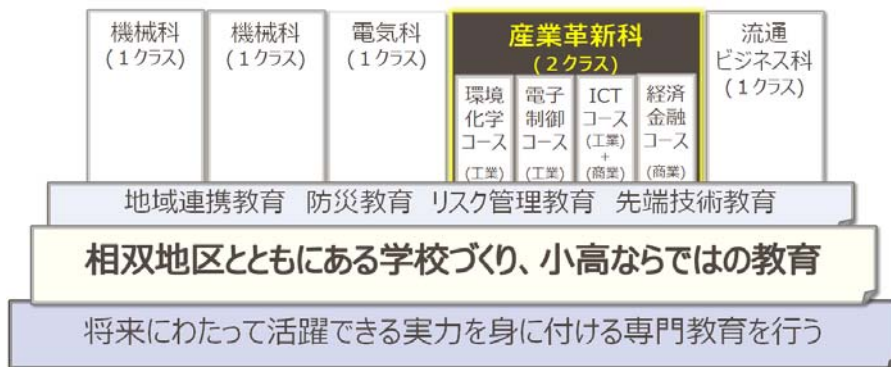 機械科
(1クラス)
機械科
(1クラス)
電気科
(1クラス)
産業革新科
(2クラス)
環境
化学
コース
(工業)
電子
制御
コース
(工業)
ICT
コース
(工業)
+
(商業)
経済
金融
コース
(商業)
流通
ビジネス科
(1クラス)
地域連携教育 防災教育 リスク管理教育 先端技術教育
相双地区とともにある学校づくり、小高ならではの教育
将来にわたって活躍できる実力を身に付ける専門教育を行う